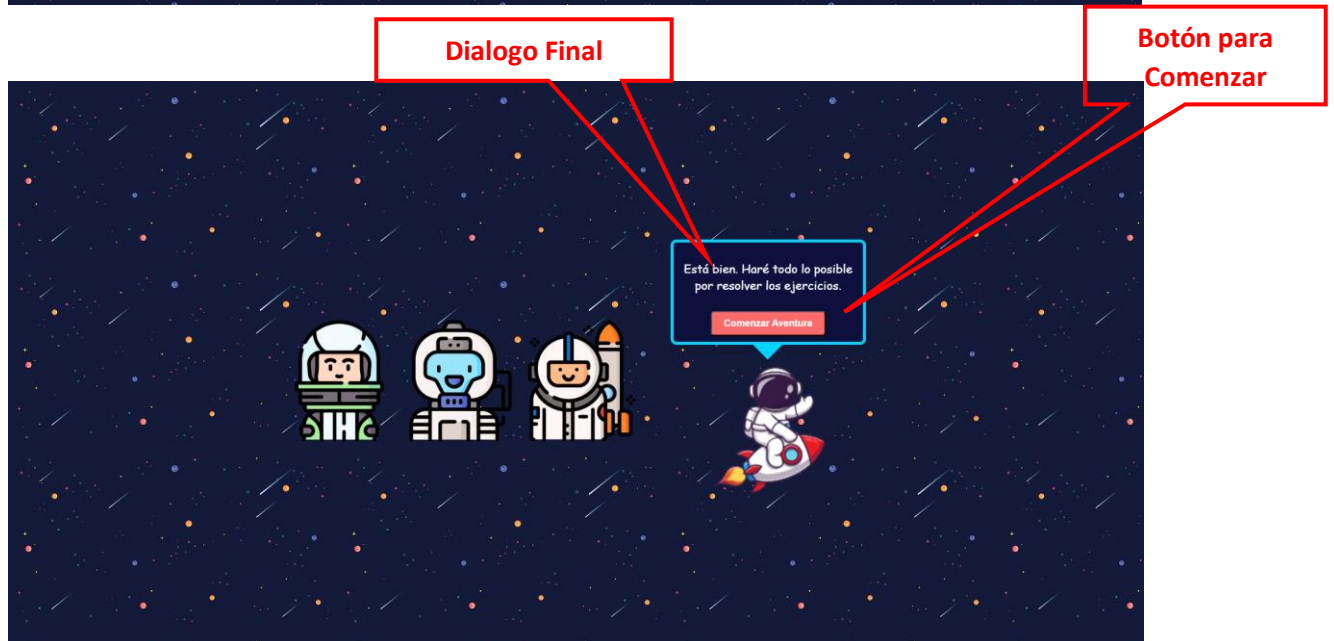 Dialogo Final
Botón para
Comenzar
Está bien. Haré todo lo posible
por resolver los ejercicios.
Comenzar Aventura